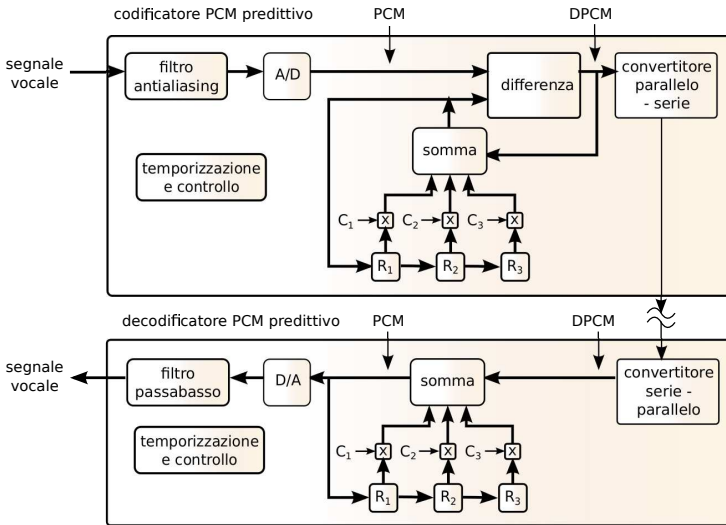 codificatore PCM predittivo
PCM
DPCM
segnale
vocale
filtro
antialiasing
A/D
differenza
convertitore
parallelo
- serie
somma
temporizzazione
e controllo
C1
x
C2
x
C3
x
R1
R2
R3
decodificatore PCM predittivo
PCM
DPCM
segnale
vocale
filtro
passabasso
D/A
somma
convertitore
serie -
parallelo
temporizzazione
e controllo
C1
x
C2
x
C3
x
R1
R2
R3